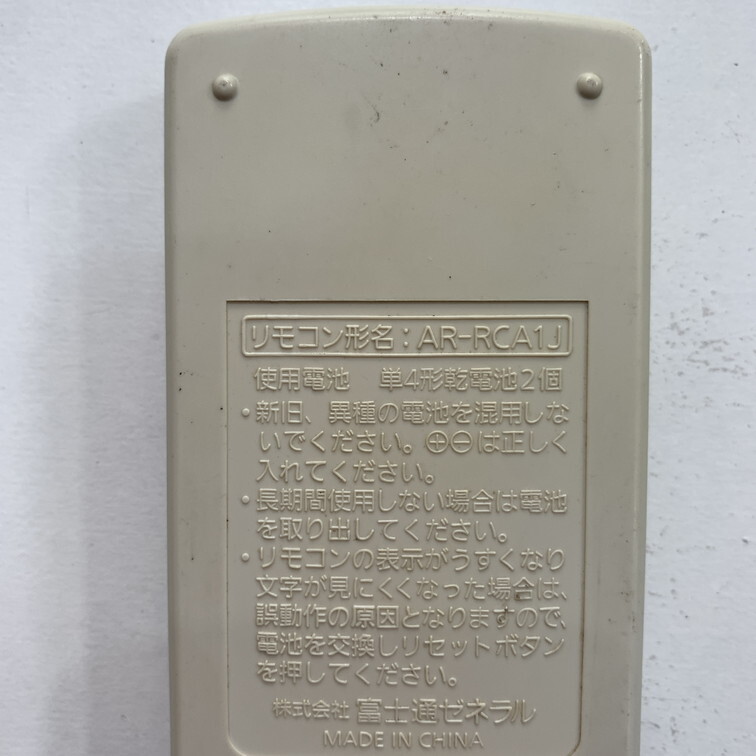 リモコン形名：AR-RCA1J
使用電池　単4形乾電池2個
・新旧、異種の電池を混用しな
いでください。⊕⊖は正しく
入れてください。
・長期間使用しない場合は電池
を取り出してください。
・リモコンの表示がうすくなり
文字が見にくくなった場合は、
誤動作の原因となりますので、
電池を交換しリセットボタン
を押してください。
株式会社 富士通ゼネラル
MADE IN CHINA